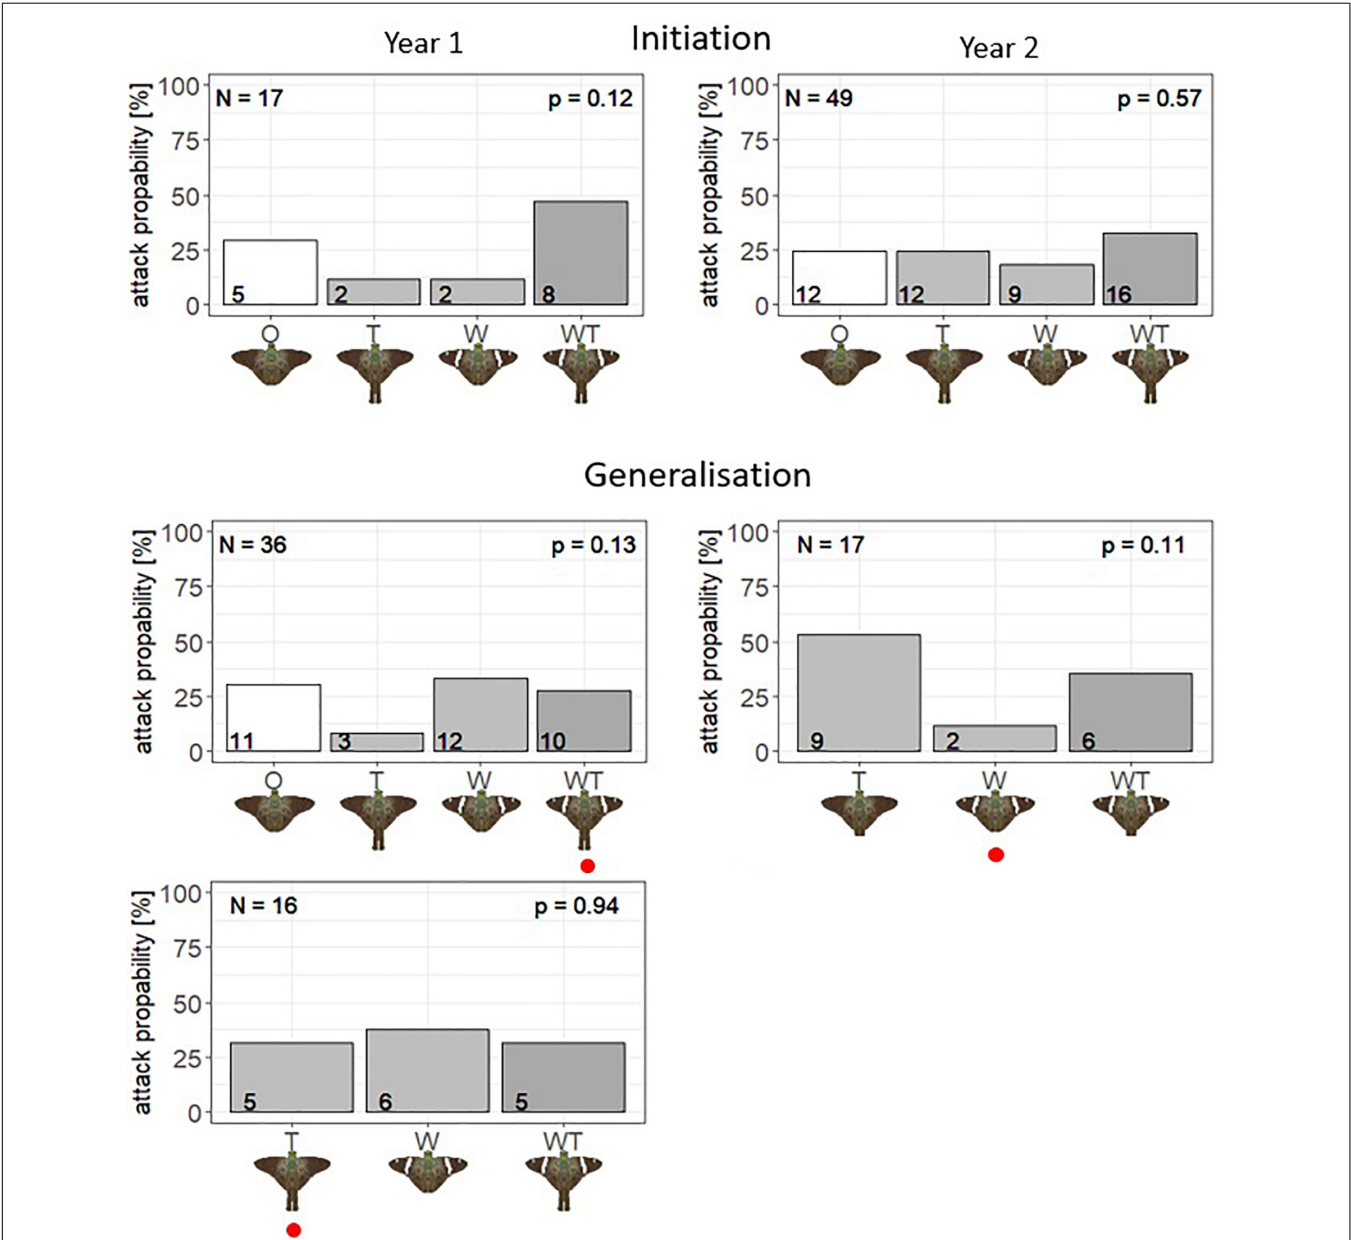 Initiation
Year 1
Year 2
attack propability [%]
100
75
50
25
0
N = 17
p = 0.12
5
2
2
8
O T W WT
attack propability [%]
100
75
50
25
0
N = 49
p = 0.57
12
12
9
16
O T W WT
Generalisation
attack propability [%]
100
75
50
25
0
N = 36
p = 0.13
11
3
12
10
O T W WT
attack propability [%]
100
75
50
25
0
N = 17
p = 0.11
9
2
6
T W WT
attack propability [%]
100
75
50
25
0
N = 16
p = 0.94
5
6
5
T W WT